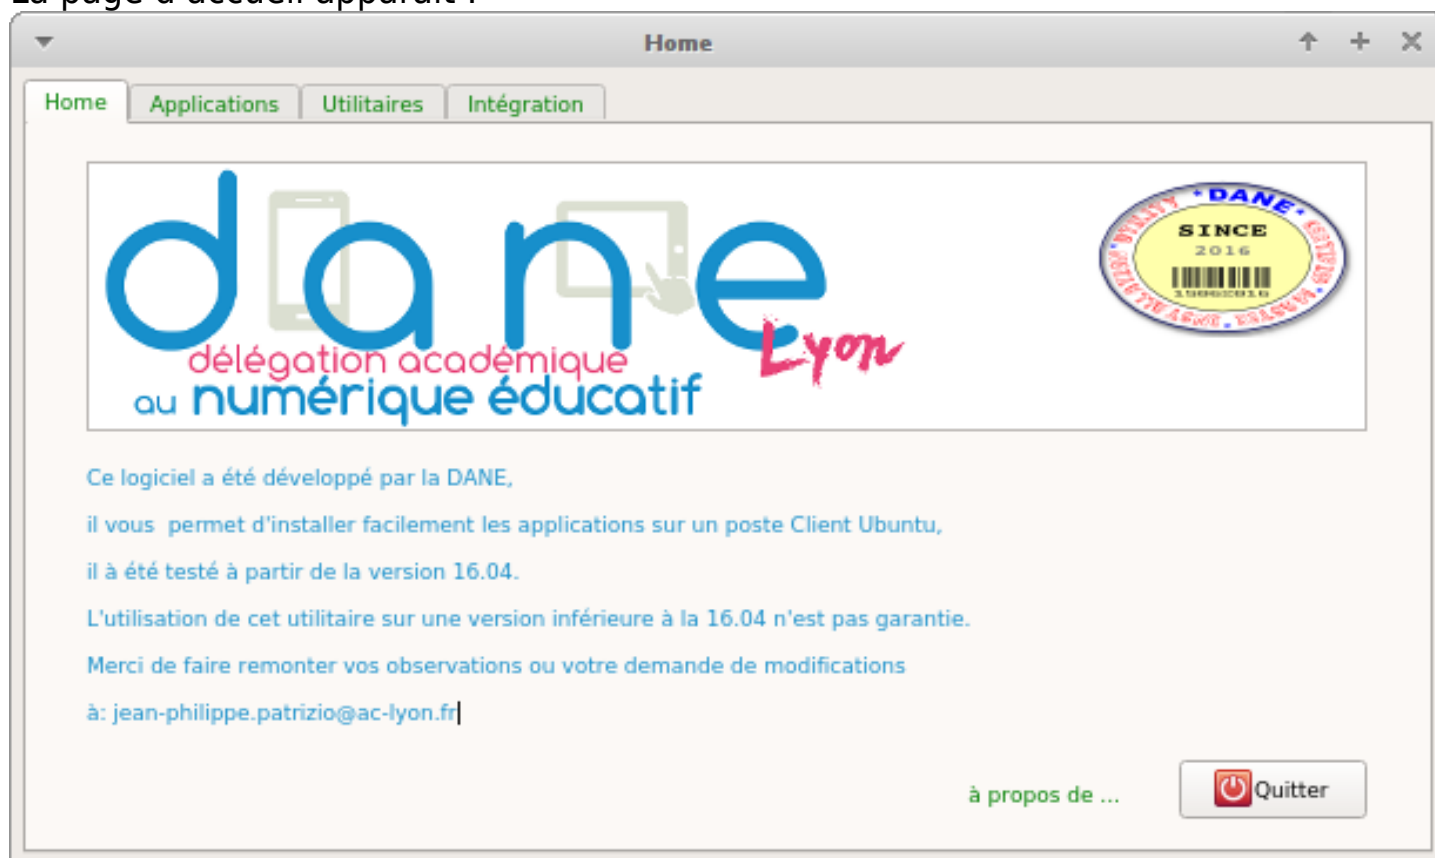 La page d'accueil apparaît :
Home
Home Applications Utilitaires Intégration
dane
Lyon
délégation académique
au numérique éducatif
* DANE *
SINCE
2016
Ce logiciel a été développé par la DANE,
il vous  permet d'installer facilement les applications sur un poste Client Ubuntu,
il à été testé à partir de la version 16.04.
L'utilisation de cet utilitaire sur une version inférieure à la 16.04 n'est pas garantie.
Merci de faire remonter vos observations ou votre demande de modifications
à: jean-philippe.patrizio@ac-lyon.fr
à propos de ...
Quitter